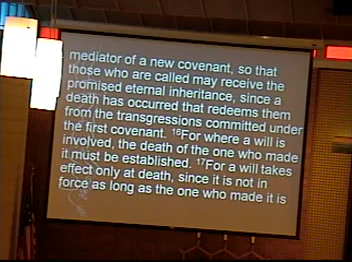 mediator of a new covenant, so that
those who are called may receive the
promised eternal inheritance, since a
death has occurred that redeems them
from the transgressions committed under
the first covenant. ¹⁶For where a will is
involved, the death of the one who made
it must be established. ¹⁷For a will takes
effect only at death, since it is not in
force as long as the one who made it is